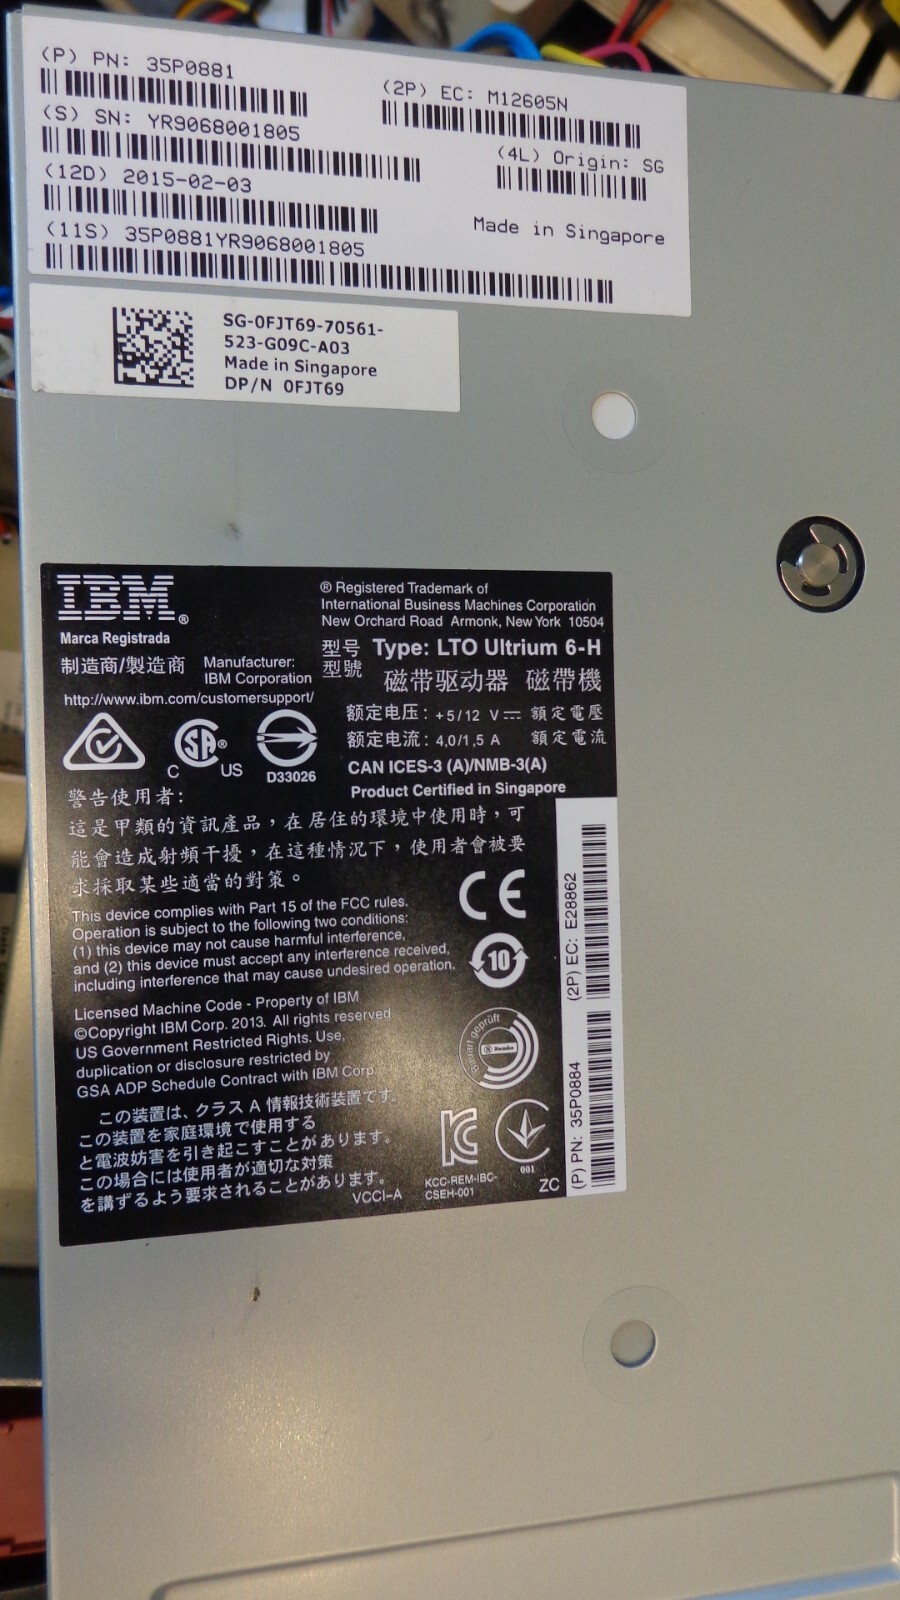 (P) PN: 35P0881
(2P) EC: M12605N
(S) SN: YR9068001805
(4L) Origin: SG
(12D) 2015-02-03
Made in Singapore
(11S) 35P0881YR9068001805
SG-0FJT69-70561-
523-G09C-A03
Made in Singapore
DP/N 0FJT69
IBM®
Marca Registrada
® Registered Trademark of
International Business Machines Corporation
New Orchard Road Armonk, New York 10504
制造商/製造商
Manufacturer:
IBM Corporation
型号
型號
Type: LTO Ultrium 6-H
磁带驱动器 磁帶機
http://www.ibm.com/customersupport/
额定电压: +5/12 V 額定電壓
额定电流: 4,0/1,5 A 額定電流
C SA® US
D33026
CAN ICES-3 (A)/NMB-3(A)
Product Certified in Singapore
警告使用者:
這是甲類的資訊產品，在居住的環境中使用時，可
能會造成射頻干擾，在這種情況下，使用者會被要
求採取某些適當的對策。
This device complies with Part 15 of the FCC rules.
Operation is subject to the following two conditions:
(1) this device may not cause harmful interference,
and (2) this device must accept any interference received,
including interference that may cause undesired operation.
CE
10
Licensed Machine Code - Property of IBM
©Copyright IBM Corp. 2013. All rights reserved
US Government Restricted Rights. Use,
duplication or disclosure restricted by
GSA ADP Schedule Contract with IBM Corp.
Bauart geprüft
この装置は、クラス A 情報技術装置です。
この装置を家庭環境で使用する
と電波妨害を引き起こすことがあります。
この場合には使用者が適切な対策
を講ずるよう要求されることがあります。
VCCI-A
KCC-REM-IBC-
CSEH-001
001
ZC
(2P) EC: E28862
(P) PN: 35P0884